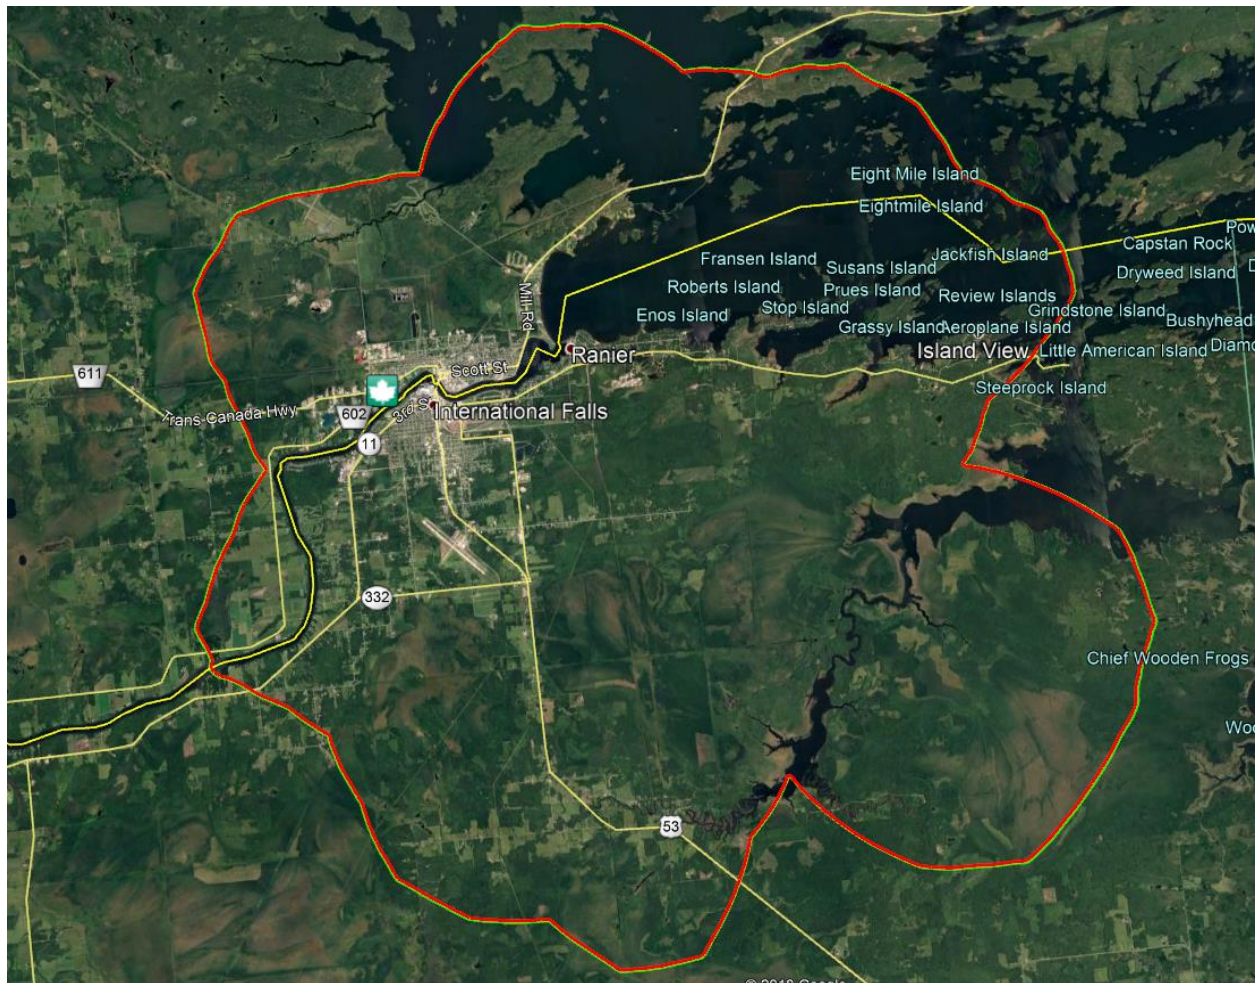 Eight Mile Island
Eightmile Island
Pow
Capstan Rock
Jackfish Island
Fransen Island
Susans Island
Dryweed Island
D
Roberts Island
Prues Island
Review Islands
Mill Rd
Stop Island
Grindstone Island
Enos Island
Bushyhead
Grassy Island
Aeroplane Island
Ranier
Island View
Little American Island
Diamo
Scott St
611
Steeprock Island
Trans Canada Hwy
602
3rd S
International Falls
11
332
Chief Wooden Frogs
Woo
53